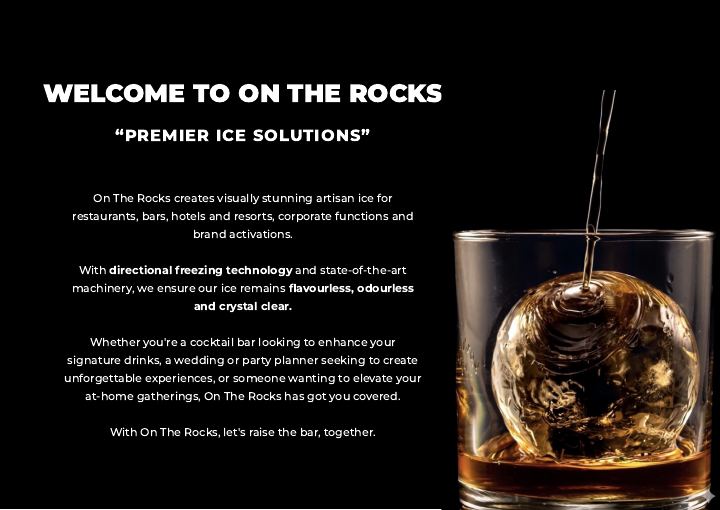 WELCOME TO ON THE ROCKS
“PREMIER ICE SOLUTIONS”
On The Rocks creates visually stunning artisan ice for
restaurants, bars, hotels and resorts, corporate functions and
brand activations.
With directional freezing technology and state-of-the-art
machinery, we ensure our ice remains flavourless, odourless
and crystal clear.
Whether you're a cocktail bar looking to enhance your
signature drinks, a wedding or party planner seeking to create
unforgettable experiences, or someone wanting to elevate your
at-home gatherings, On The Rocks has got you covered.
With On The Rocks, let's raise the bar, together.